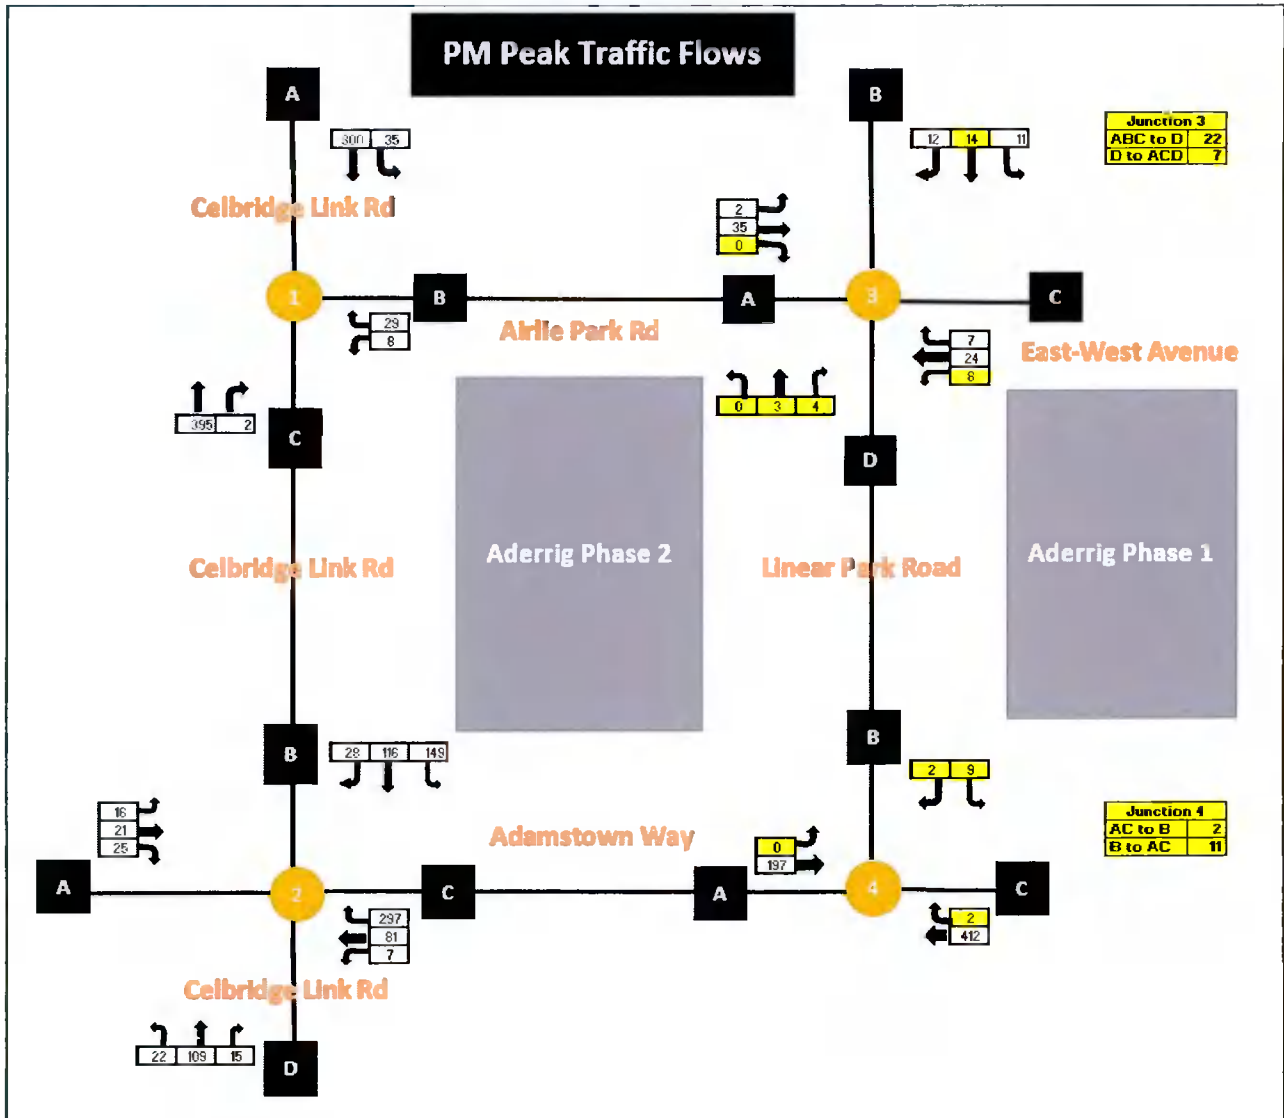 PM Peak Traffic Flows
A
B
300 35
12 14 11
Junction 3
ABC to D 22
D to ACD 7
Celbridge Link Rd
2
35
0
1
B
A
3
C
29
8
Airlie Park Rd
7
24
8
East-West Avenue
395 2
C
0 3 4
D
Celbridge Link Rd
Aderrig Phase 2
Linear Park Road
Aderrig Phase 1
B
28 116 149
B
2 9
16
21
25
Adamstown Way
0
197
Junction 4
AC to B 2
B to AC 11
A
2
C
A
4
C
297
81
7
2
412
Celbridge Link Rd
22 109 15
D